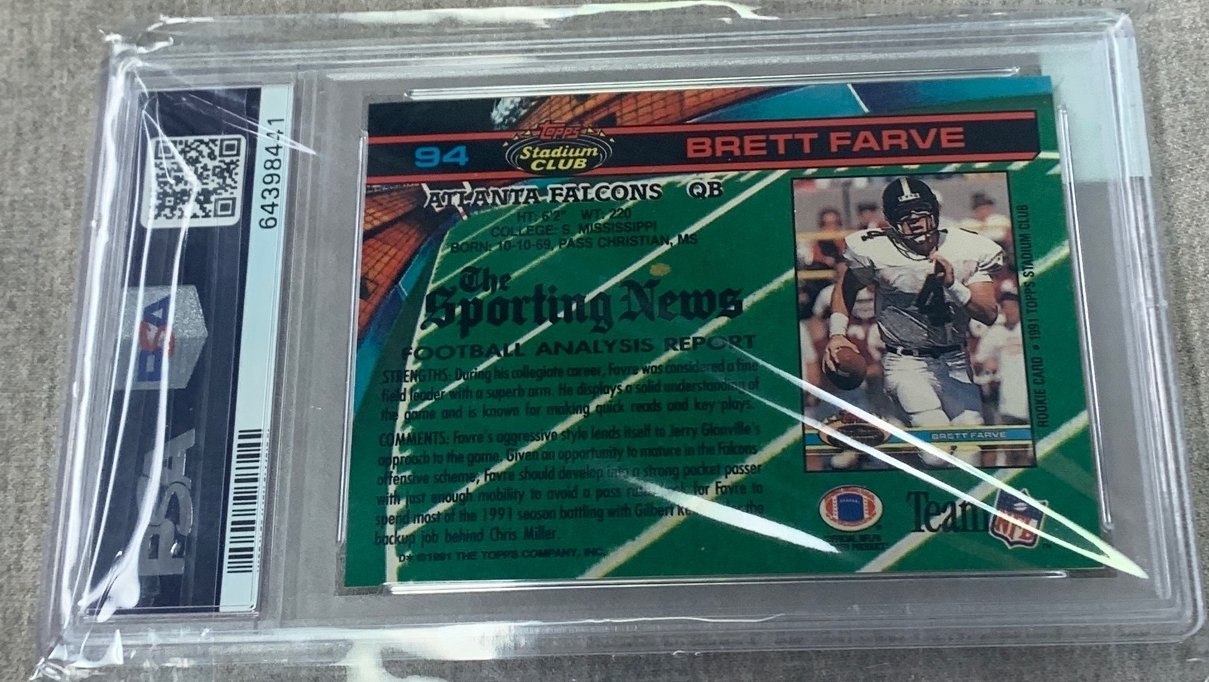 64398441
PSA
94
Topps
Stadium
CLUB
BRETT FARVE
ATLANTA FALCONS QB
HT: 6'2" WT: 220
COLLEGE: S. MISSISSIPPI
BORN: 10-10-69, PASS CHRISTIAN, MS
The
Sporting News
FOOTBALL ANALYSIS REPORT
STRENGTHS: During his collegiate career, Favre was considered a fine
field leader with a superb arm. He displays a solid understanding of
the game and is known for making quick reads and key plays.
COMMENTS: Favre's aggressive style lends itself to Jerry Glanville's
approach to the game. Given an opportunity to mature in the Falcons
offensive scheme, Favre should develop into a strong pocket passer
with just enough mobility to avoid a pass for Favre to
spend most of the 1991 season battling with Gilbert the
backup job behind Chris Miller.
D* ©1991 THE TOPPS COMPANY, INC.
4
BRETT FARVE
ROOKIE CARD • 1991 TOPPS STADIUM CLUB
Team NFL